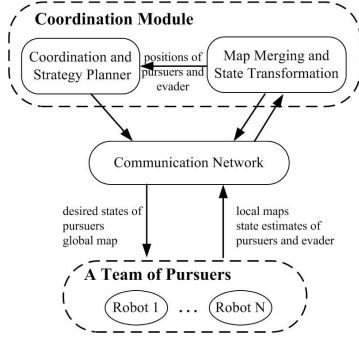 Coordination Module
Coordination and
Strategy Planner
positions of
pursuers and
evader
Map Merging and
State Transformation
Communication Network
desired states of
pursuers
global map
local maps
state estimates of
pursuers and evader
A Team of Pursuers
Robot 1
...
Robot N